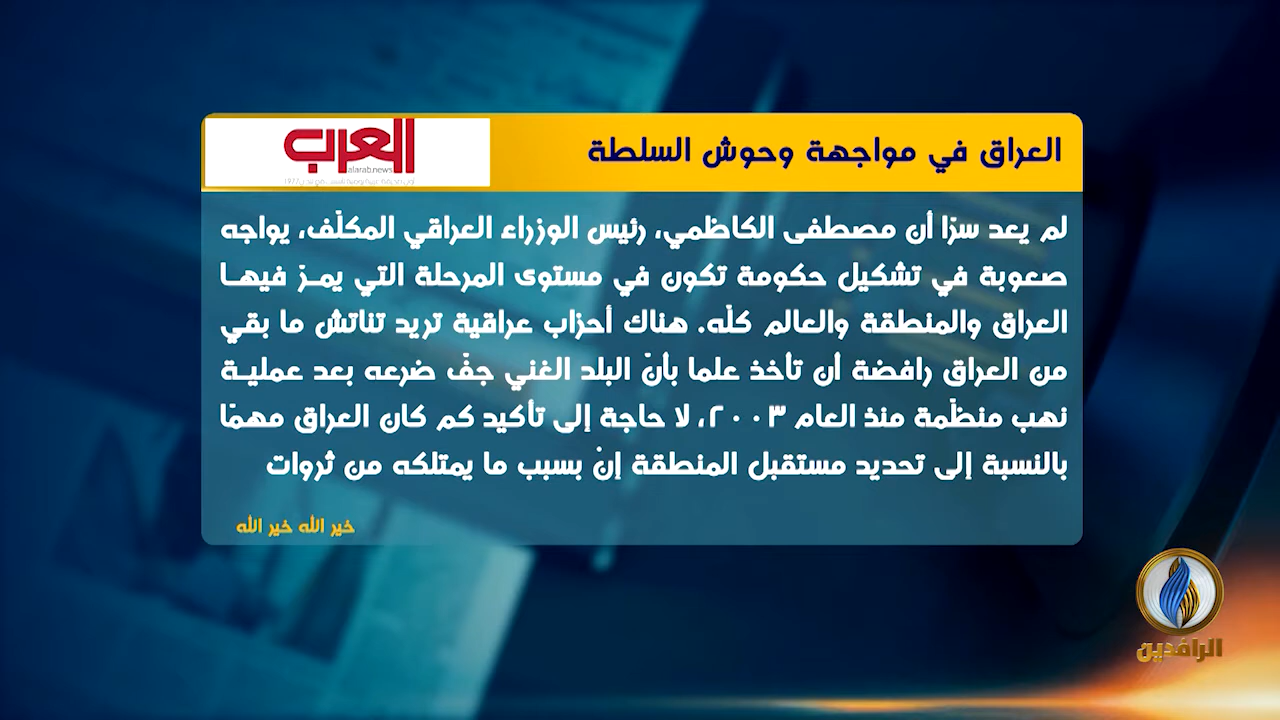 العراق في مواجهة وحوش السلطة
العرب
alarab.news
لم يعد سرّا أن مصطفى الكاظمي، رئيس الوزراء العراقي المكلّف، يواجه
صعوبة في تشكيل حكومة تكون في مستوى المرحلة التي يمرّ فيها
العراق والمنطقة والعالم كلّه. هناك أحزاب عراقية تريد تناتش ما بقي
من العراق رافضة أن تأخذ علما بأنّ البلد الغني جفّ ضرعه بعد عملية
نهب منظّمة منذ العام ٢٠٠٣، لا حاجة إلى تأكيد كم كان العراق مهمّا
بالنسبة إلى تحديد مستقبل المنطقة إنْ بسبب ما يمتلكه من ثروات
خير الله خير الله
الرافدين